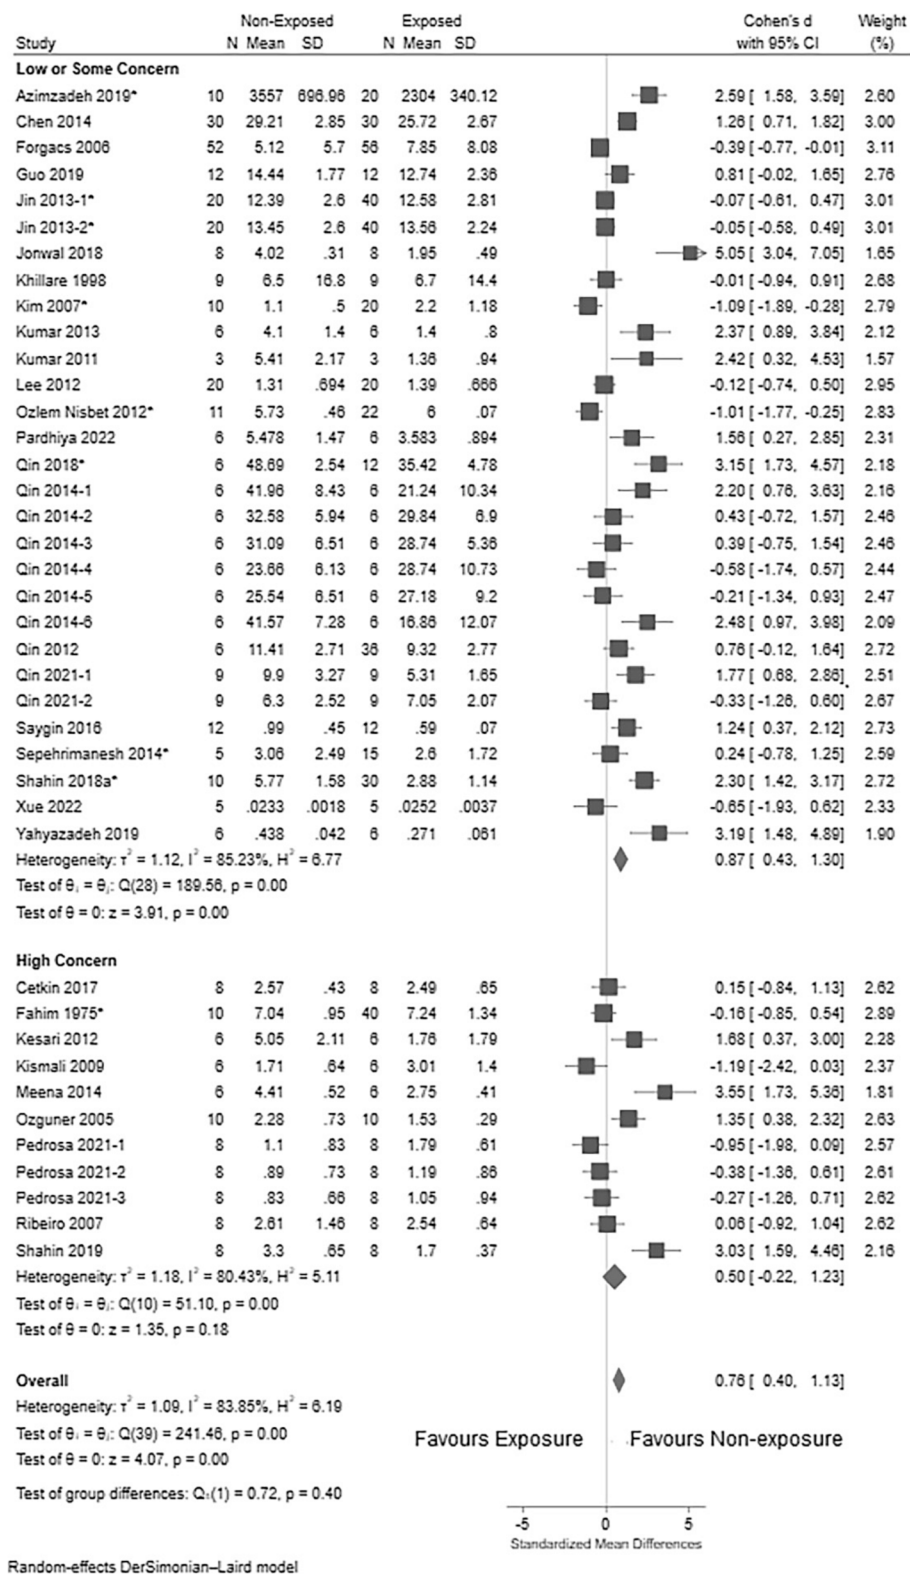 Non-Exposed Exposed Cohen's d Weight
Study N Mean SD N Mean SD with 95% CI (%)
Low or Some Concern
Azimzadeh 2019* 10 3557 696.96 20 2304 340.12 2.59 [ 1.58, 3.59] 2.60
Chen 2014 30 29.21 2.85 30 25.72 2.67 1.26 [ 0.71, 1.82] 3.00
Forgacs 2006 52 5.12 5.7 56 7.85 8.08 -0.39 [ -0.77, -0.01] 3.11
Guo 2019 12 14.44 1.77 12 12.74 2.36 0.81 [ -0.02, 1.65] 2.76
Jin 2013-1* 20 12.39 2.6 40 12.58 2.81 -0.07 [ -0.61, 0.47] 3.01
Jin 2013-2* 20 13.45 2.6 40 13.56 2.24 -0.05 [ -0.58, 0.49] 3.01
Jonwal 2018 8 4.02 .31 8 1.95 .49 5.05 [ 3.04, 7.05] 1.65
Khillare 1998 9 6.5 16.8 9 6.7 14.4 -0.01 [ -0.94, 0.91] 2.68
Kim 2007* 10 1.1 .5 20 2.2 1.18 -1.09 [ -1.89, -0.28] 2.79
Kumar 2013 6 4.1 1.4 6 1.4 .8 2.37 [ 0.89, 3.84] 2.12
Kumar 2011 3 5.41 2.17 3 1.36 .94 2.42 [ 0.32, 4.53] 1.57
Lee 2012 20 1.31 .694 20 1.39 .666 -0.12 [ -0.74, 0.50] 2.95
Ozlem Nisbet 2012* 11 5.73 .46 22 6 .07 -1.01 [ -1.77, -0.25] 2.83
Pardhiya 2022 6 5.478 1.47 6 3.583 .894 1.56 [ 0.27, 2.85] 2.31
Qin 2018* 6 48.69 2.54 12 35.42 4.78 3.15 [ 1.73, 4.57] 2.18
Qin 2014-1 6 41.96 8.43 6 21.24 10.34 2.20 [ 0.76, 3.63] 2.16
Qin 2014-2 6 32.58 5.94 6 29.84 6.9 0.43 [ -0.72, 1.57] 2.46
Qin 2014-3 6 31.09 6.51 6 28.74 5.36 0.39 [ -0.75, 1.54] 2.46
Qin 2014-4 6 23.66 6.13 6 28.74 10.73 -0.58 [ -1.74, 0.57] 2.44
Qin 2014-5 6 25.54 6.51 6 27.18 9.2 -0.21 [ -1.34, 0.93] 2.47
Qin 2014-6 6 41.57 7.28 6 16.86 12.07 2.48 [ 0.97, 3.98] 2.09
Qin 2012 6 11.41 2.71 36 9.32 2.77 0.76 [ -0.12, 1.64] 2.72
Qin 2021-1 9 9.9 3.27 9 5.31 1.65 1.77 [ 0.68, 2.86] 2.51
Qin 2021-2 9 6.3 2.52 9 7.05 2.07 -0.33 [ -1.26, 0.60] 2.67
Saygin 2016 12 .99 .45 12 .59 .07 1.24 [ 0.37, 2.12] 2.73
Sepehrimanesh 2014* 5 3.06 2.49 15 2.6 1.72 0.24 [ -0.78, 1.25] 2.59
Shahin 2018a* 10 5.77 1.58 30 2.88 1.14 2.30 [ 1.42, 3.17] 2.72
Xue 2022 5 .0233 .0018 5 .0252 .0037 -0.65 [ -1.93, 0.62] 2.33
Yahyazadeh 2019 6 .438 .042 6 .271 .061 3.19 [ 1.48, 4.89] 1.90
Heterogeneity: τ² = 1.12, I² = 85.23%, H² = 6.77 0.87 [ 0.43, 1.30]
Test of θᵢ = θⱼ: Q(28) = 189.56, p = 0.00
Test of θ = 0: z = 3.91, p = 0.00
High Concern
Cetkin 2017 8 2.57 .43 8 2.49 .65 0.15 [ -0.84, 1.13] 2.62
Fahim 1975* 10 7.04 .95 40 7.24 1.34 -0.16 [ -0.85, 0.54] 2.89
Kesari 2012 6 5.05 2.11 6 1.76 1.79 1.68 [ 0.37, 3.00] 2.28
Kismali 2009 6 1.71 .64 6 3.01 1.4 -1.19 [ -2.42, 0.03] 2.37
Meena 2014 6 4.41 .52 6 2.75 .41 3.55 [ 1.73, 5.36] 1.81
Ozguner 2005 10 2.28 .73 10 1.53 .29 1.35 [ 0.38, 2.32] 2.63
Pedrosa 2021-1 8 1.1 .83 8 1.79 .61 -0.95 [ -1.98, 0.09] 2.57
Pedrosa 2021-2 8 .89 .73 8 1.19 .86 -0.38 [ -1.36, 0.61] 2.61
Pedrosa 2021-3 8 .83 .66 8 1.05 .94 -0.27 [ -1.26, 0.71] 2.62
Ribeiro 2007 8 2.61 1.46 8 2.54 .64 0.06 [ -0.92, 1.04] 2.62
Shahin 2019 8 3.3 .65 8 1.7 .37 3.03 [ 1.59, 4.46] 2.16
Heterogeneity: τ² = 1.18, I² = 80.43%, H² = 5.11 0.50 [ -0.22, 1.23]
Test of θᵢ = θⱼ: Q(10) = 51.10, p = 0.00
Test of θ = 0: z = 1.35, p = 0.18
Overall 0.76 [ 0.40, 1.13]
Heterogeneity: τ² = 1.09, I² = 83.85%, H² = 6.19
Test of θᵢ = θⱼ: Q(39) = 241.46, p = 0.00
Favours Exposure Favours Non-exposure
Test of θ = 0: z = 4.07, p = 0.00
Test of group differences: Q₁(1) = 0.72, p = 0.40
-5 0 5
Standardized Mean Differences
Random-effects DerSimonian–Laird model